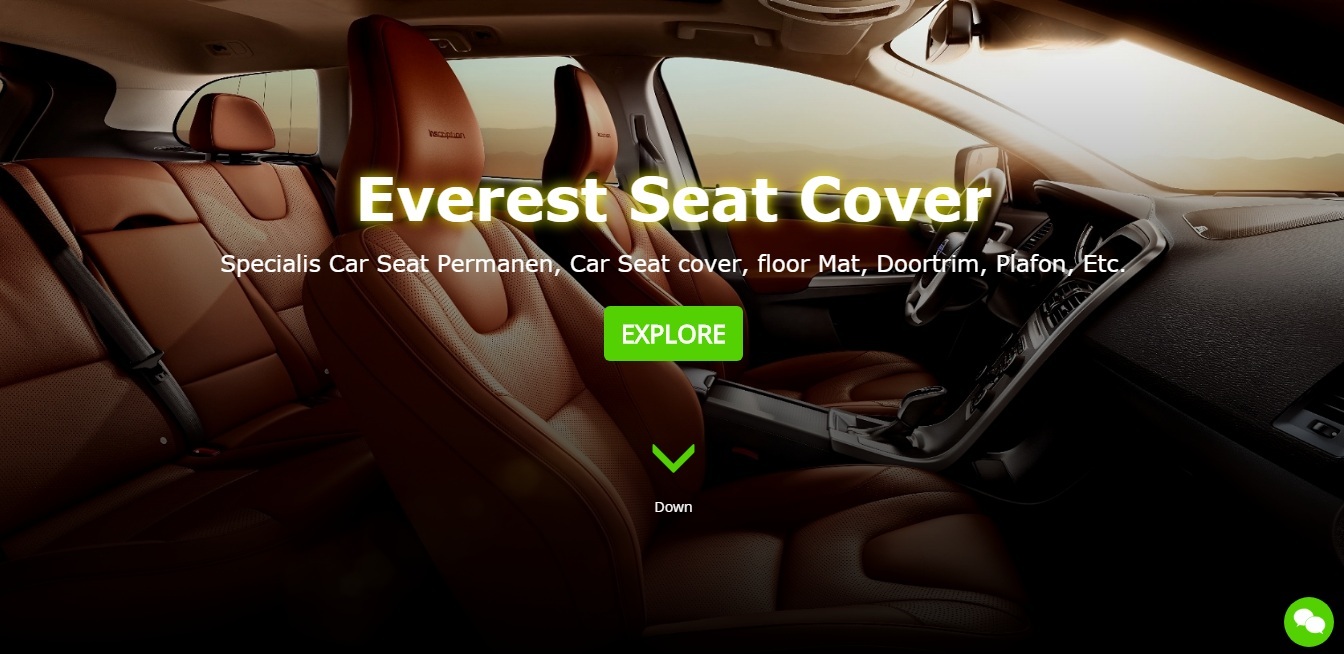 Everest Seat Cover
Specialis Car Seat Permanen, Car Seat cover, floor Mat, Doortrim, Plafon, Etc.
EXPLORE
Down